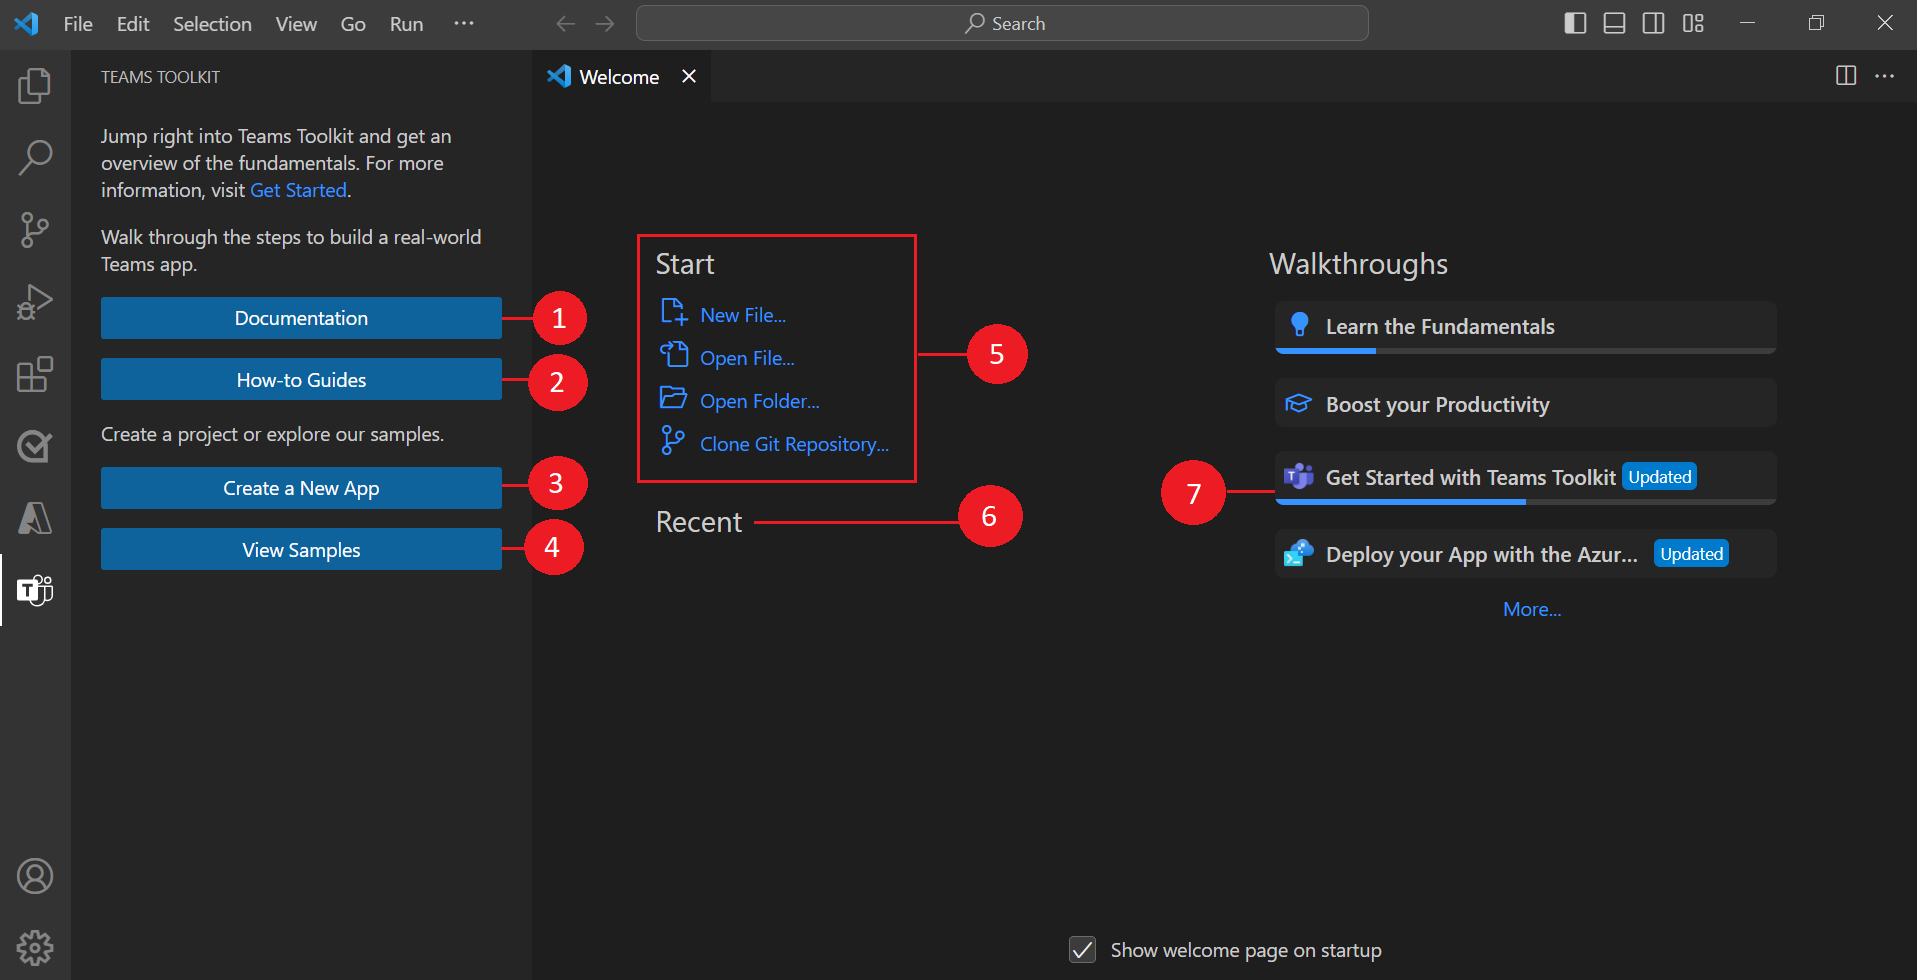 File Edit Selection View Go Run ···
Search
TEAMS TOOLKIT
Welcome
Jump right into Teams Toolkit and get an
overview of the fundamentals. For more
information, visit Get Started.
Walk through the steps to build a real-world
Teams app.
Documentation
1
How-to Guides
2
Create a project or explore our samples.
Create a New App
3
View Samples
4
Start
New File...
Open File...
Open Folder...
Clone Git Repository...
5
Recent
6
Walkthroughs
Learn the Fundamentals
Boost your Productivity
7
Get Started with Teams Toolkit Updated
Deploy your App with the Azur... Updated
More...
Show welcome page on startup